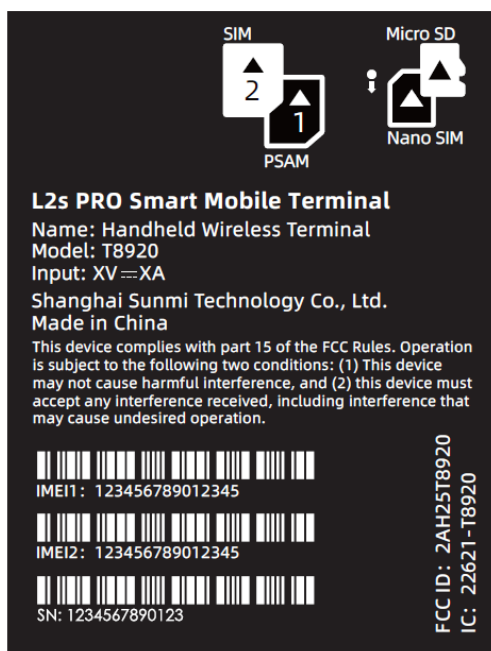 SIM
Micro SD
2
1
PSAM
Nano SIM
L2s PRO Smart Mobile Terminal
Name: Handheld Wireless Terminal
Model: T8920
Input: XV⎓XA
Shanghai Sunmi Technology Co., Ltd.
Made in China
This device complies with part 15 of the FCC Rules. Operation
is subject to the following two conditions: (1) This device
may not cause harmful interference, and (2) this device must
accept any interference received, including interference that
may cause undesired operation.
IMEI1: 123456789012345
IMEI2: 123456789012345
SN: 1234567890123
FCC ID: 2AH25T8920
IC: 22621-T8920